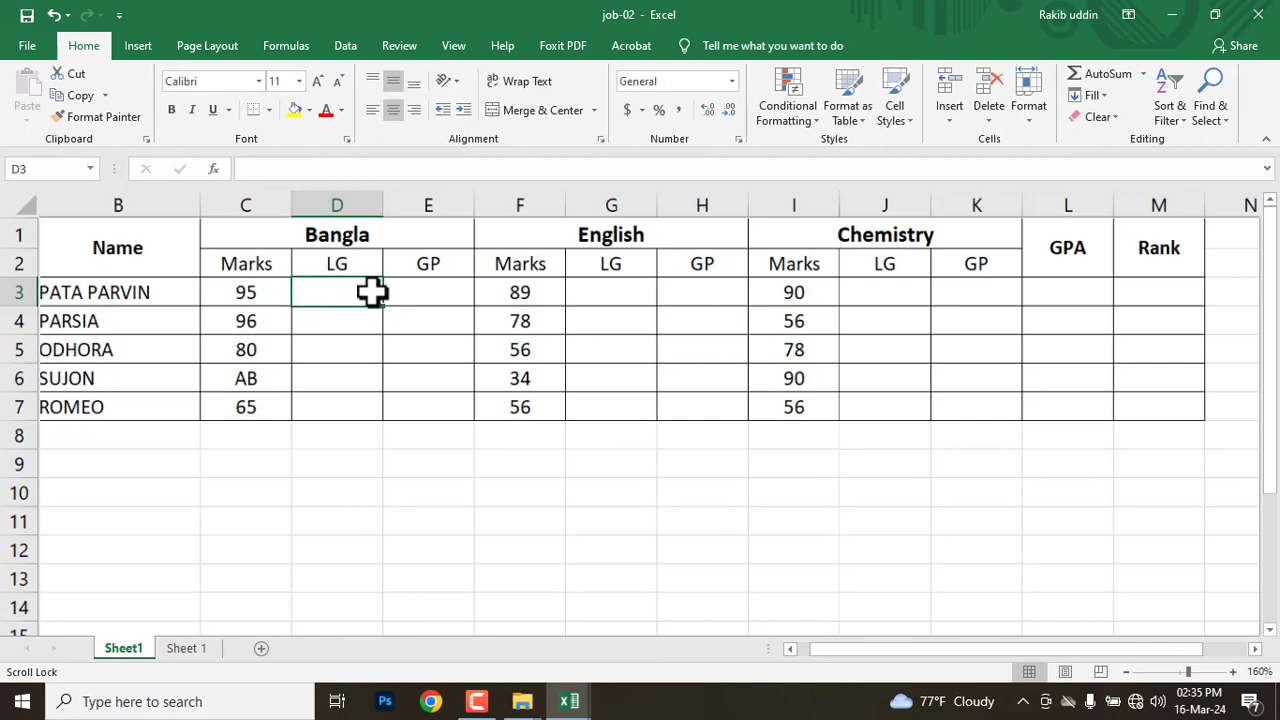 job-02 - Excel
Rakib uddin
File Home Insert Page Layout Formulas Data Review View Help Foxit PDF Acrobat Tell me what you want to do Share
Paste Cut Copy Format Painter Clipboard
Calibri 11 B I U A A A Font
ab Wrap Text Merge & Center Alignment
General $ % , .00 .0 Number
Conditional Formatting Format as Table Cell Styles Styles
Insert Delete Format Cells
AutoSum Fill Clear Sort & Filter Find & Select Editing
D3 fx
B C D E F G H I J K L M N
1 Name Bangla English Chemistry GPA Rank
2 Marks LG GP Marks LG GP Marks LG GP
3 PATA PARVIN 95 89 90
4 PARSIA 96 78 56
5 ODHORA 80 56 78
6 SUJON AB 34 90
7 ROMEO 65 56 56
8
9
10
11
12
13
14
15
Sheet1 Sheet 1
Scroll Lock 160%
Type here to search Ps 77°F Cloudy 02:35 PM
16-Mar-24 7